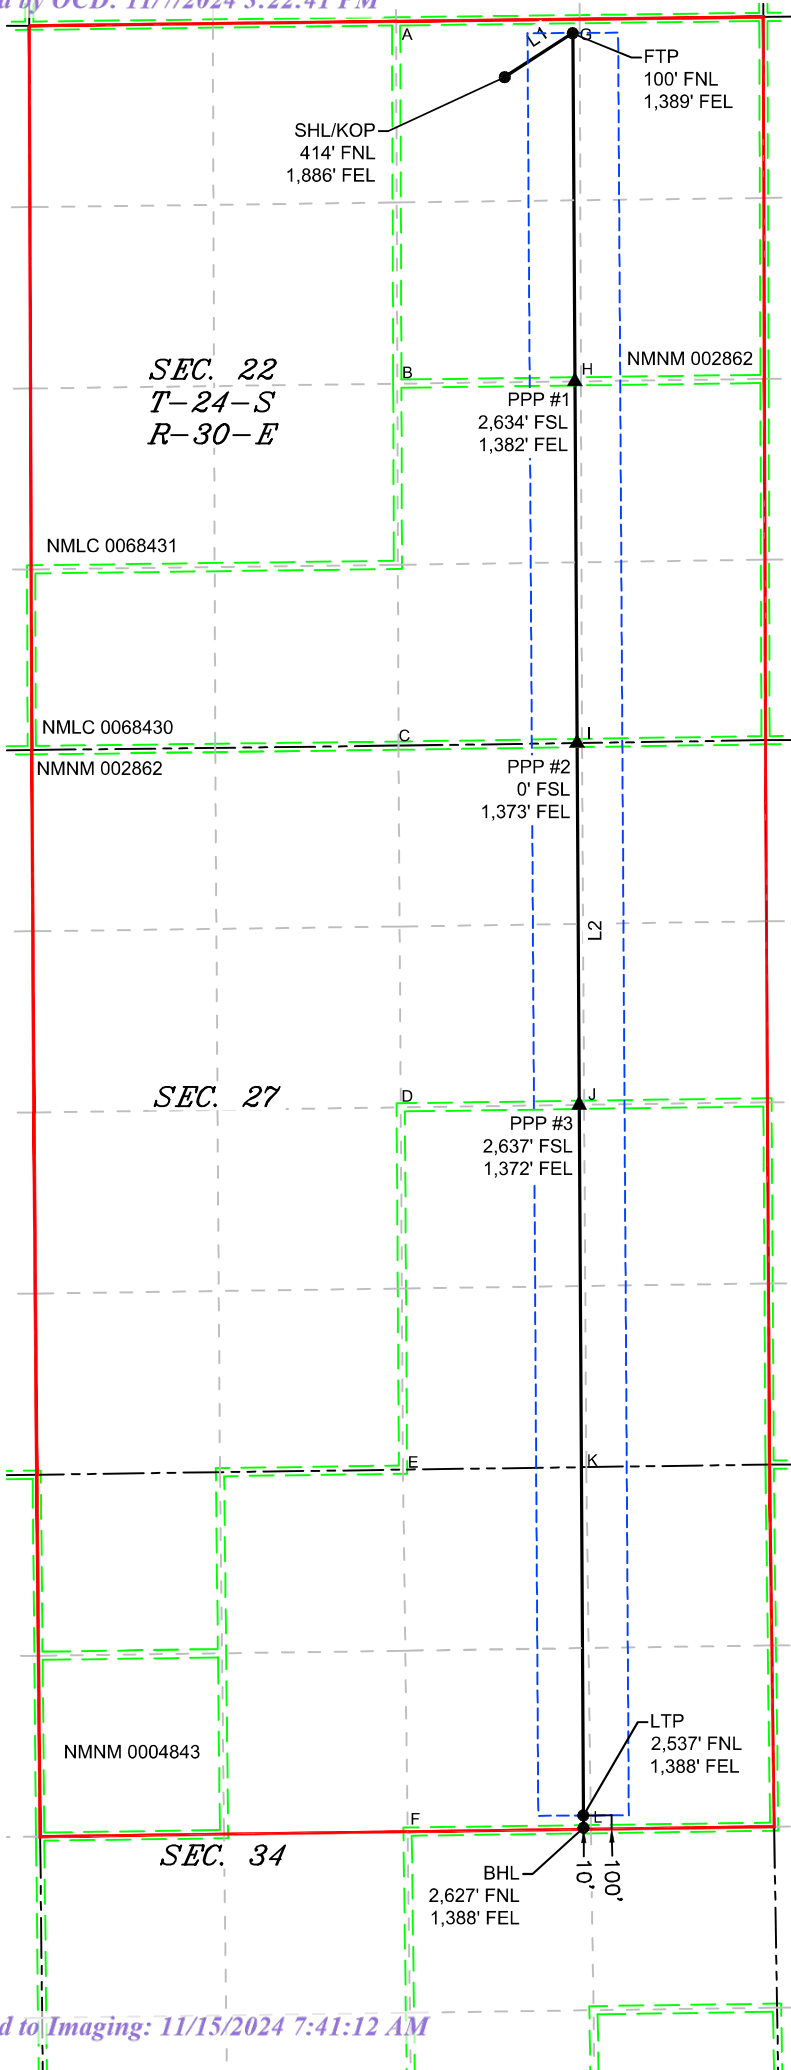 d by OCD: 11/7/2024 3:22:41 PM
A
L1
G
FTP
100' FNL
1,389' FEL
SHL/KOP
414' FNL
1,886' FEL
SEC. 22
T-24-S
R-30-E
B
H
NMNM 002862
PPP #1
2,634' FSL
1,382' FEL
NMLC 0068431
NMLC 0068430
C
I
NMNM 002862
PPP #2
0' FSL
1,373' FEL
L2
SEC. 27
D
J
PPP #3
2,637' FSL
1,372' FEL
E
K
LTP
2,537' FNL
1,388' FEL
NMNM 0004843
F
L
SEC. 34
BHL
2,627' FNL
1,388' FEL
10'
100'
d to Imaging: 11/15/2024 7:41:12 AM